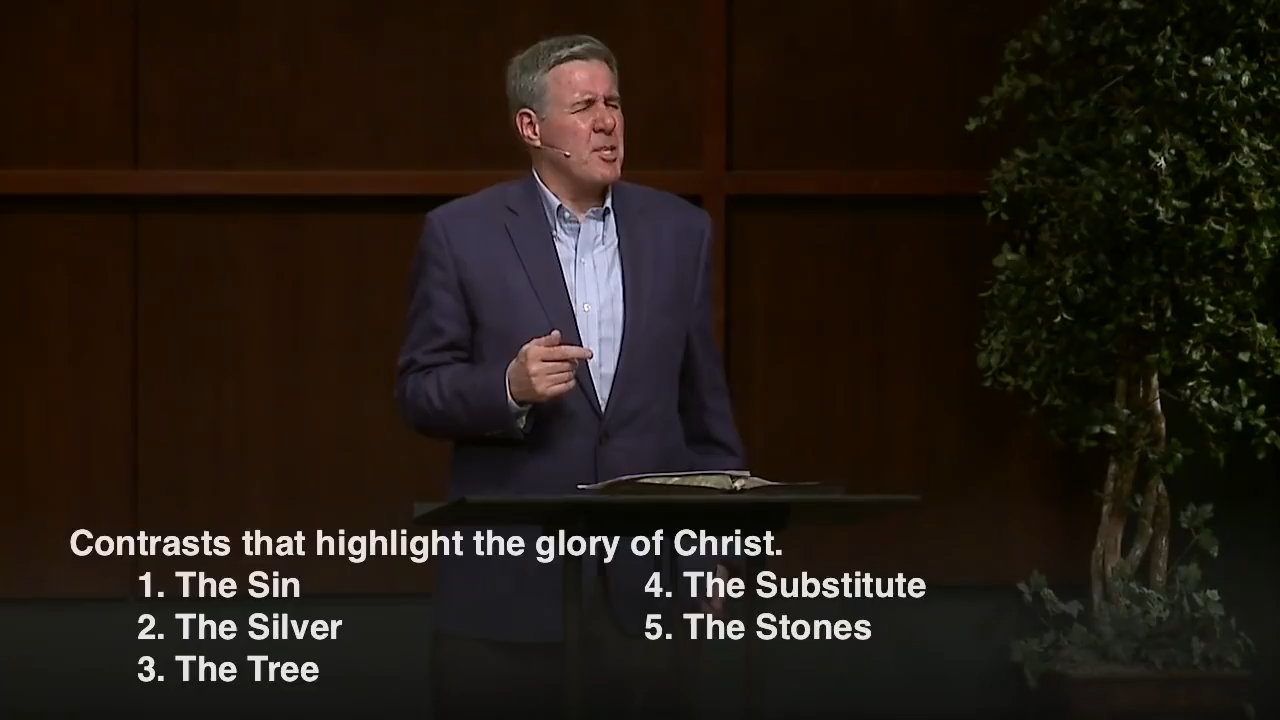 Contrasts that highlight the glory of Christ.
1. The Sin
2. The Silver
3. The Tree
4. The Substitute
5. The Stones